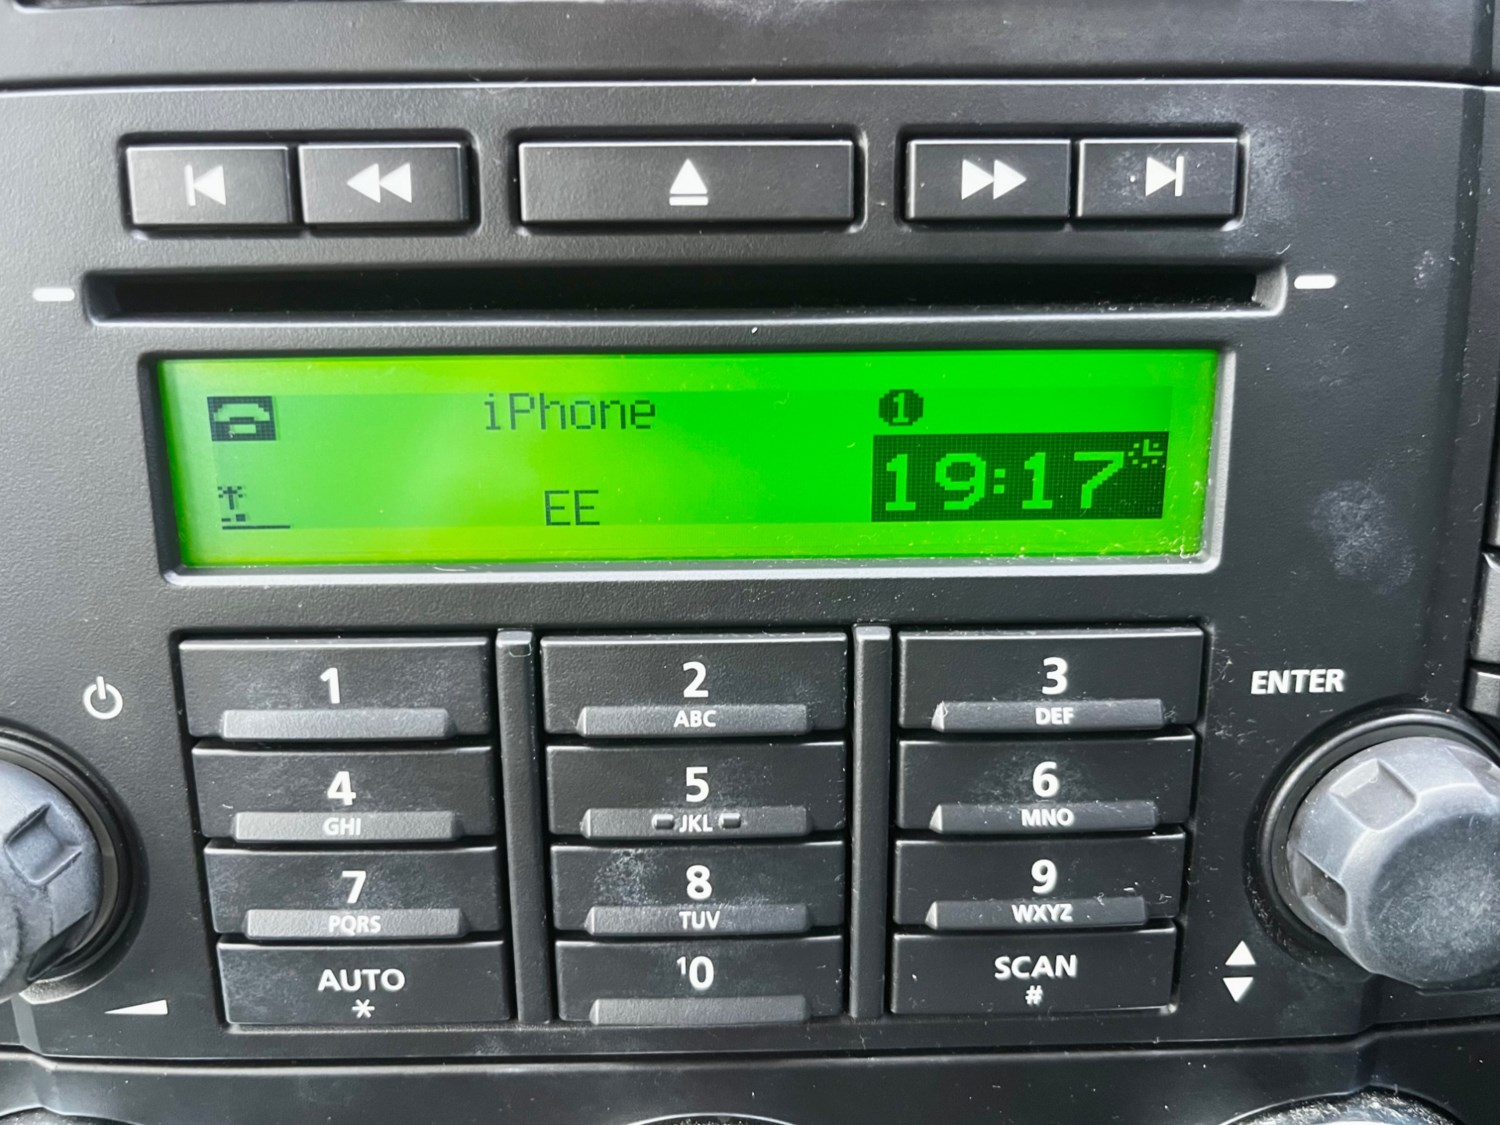 iPhone
1
19:17
EE
1
2
ABC
3
DEF
ENTER
4
GHI
5
JKL
6
MNO
7
PQRS
8
TUV
9
WXYZ
AUTO
*
10
SCAN
#